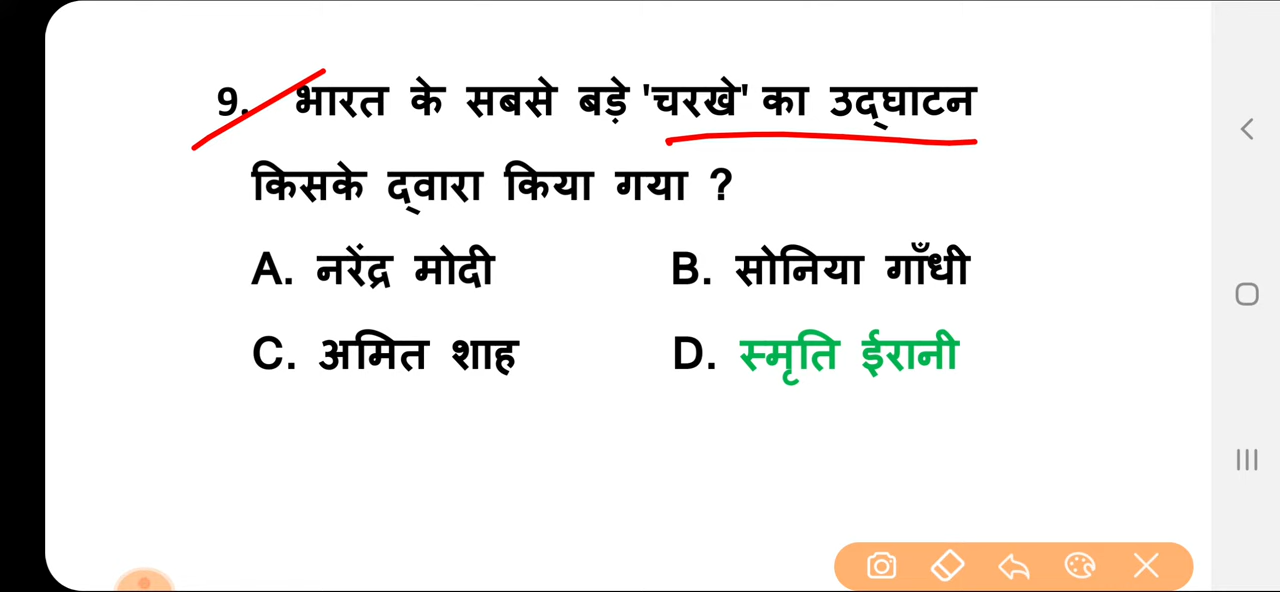 9. भारत के सबसे बड़े 'चरखे' का उद्‌घाटन
किसके द्‌वारा किया गया ?
A. नरेंद्र मोदी B. सोनिया गाँधी
C. अमित शाह D. स्मृति ईरानी